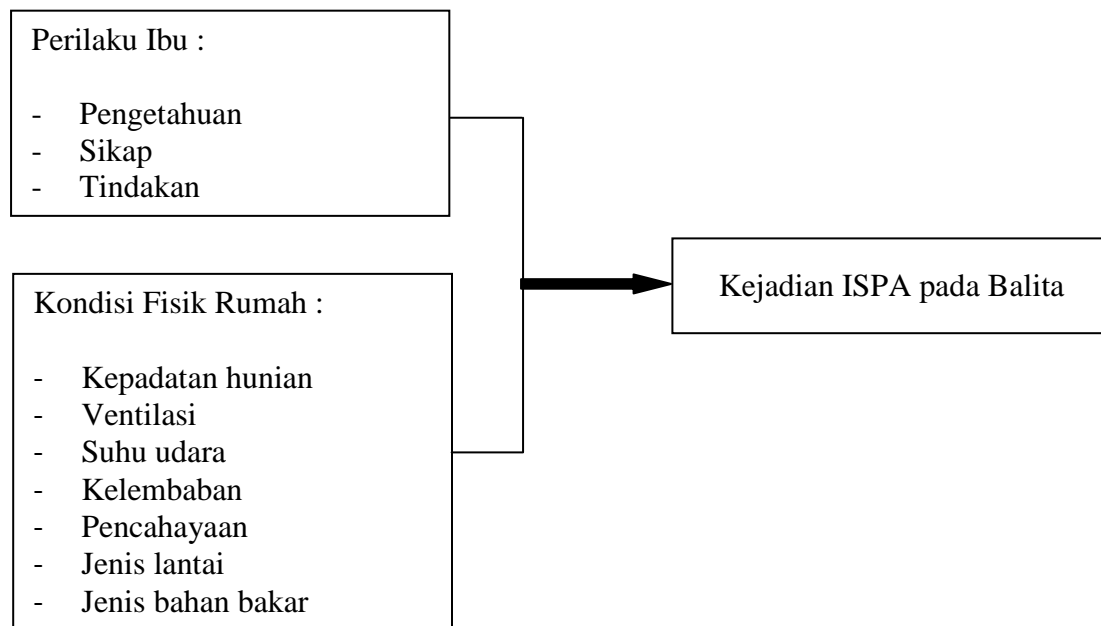 Perilaku Ibu :
- Pengetahuan
- Sikap
- Tindakan
Kondisi Fisik Rumah :
- Kepadatan hunian
- Ventilasi
- Suhu udara
- Kelembaban
- Pencahayaan
- Jenis lantai
- Jenis bahan bakar
Kejadian ISPA pada Balita